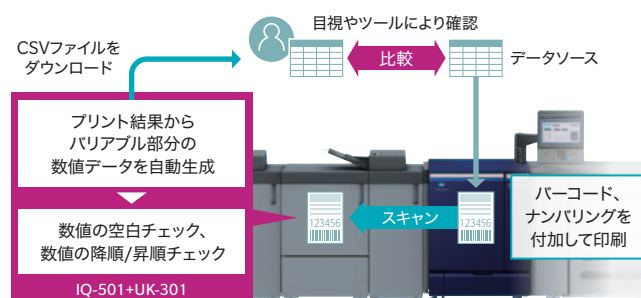 目視やツールにより確認
CSVファイルを
ダウンロード
比較
データソース
プリント結果から
バリアブル部分の
数値データを自動生成
数値の空白チェック、
数値の降順/昇順チェック
IQ-501+UK-301
123456
スキャン
123456
バーコード、
ナンバリングを
付加して印刷